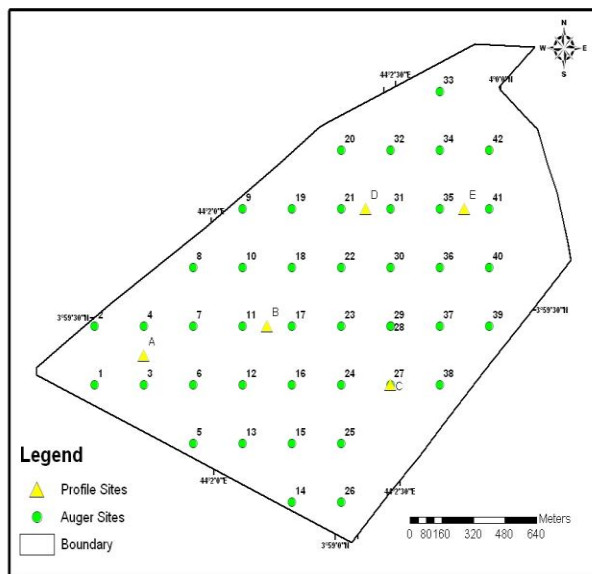 N
W E
S
44°2'30"E
4°0'0"N
33
20 32 34 42
D E
9 19 21 31 35 41
44°2'0"E
8 10 18 22 30 36 40
3°59'30"N
2 4 7 11 B 17 23 29 37 39
28
3°59'30"N
A
1 3 6 12 16 24 27 38
C
5 13 15 25
44°2'0"E
44°2'30"E
14 26
3°59'0"N
Legend
Profile Sites
Auger Sites
Boundary
Meters
0 80 160 320 480 640